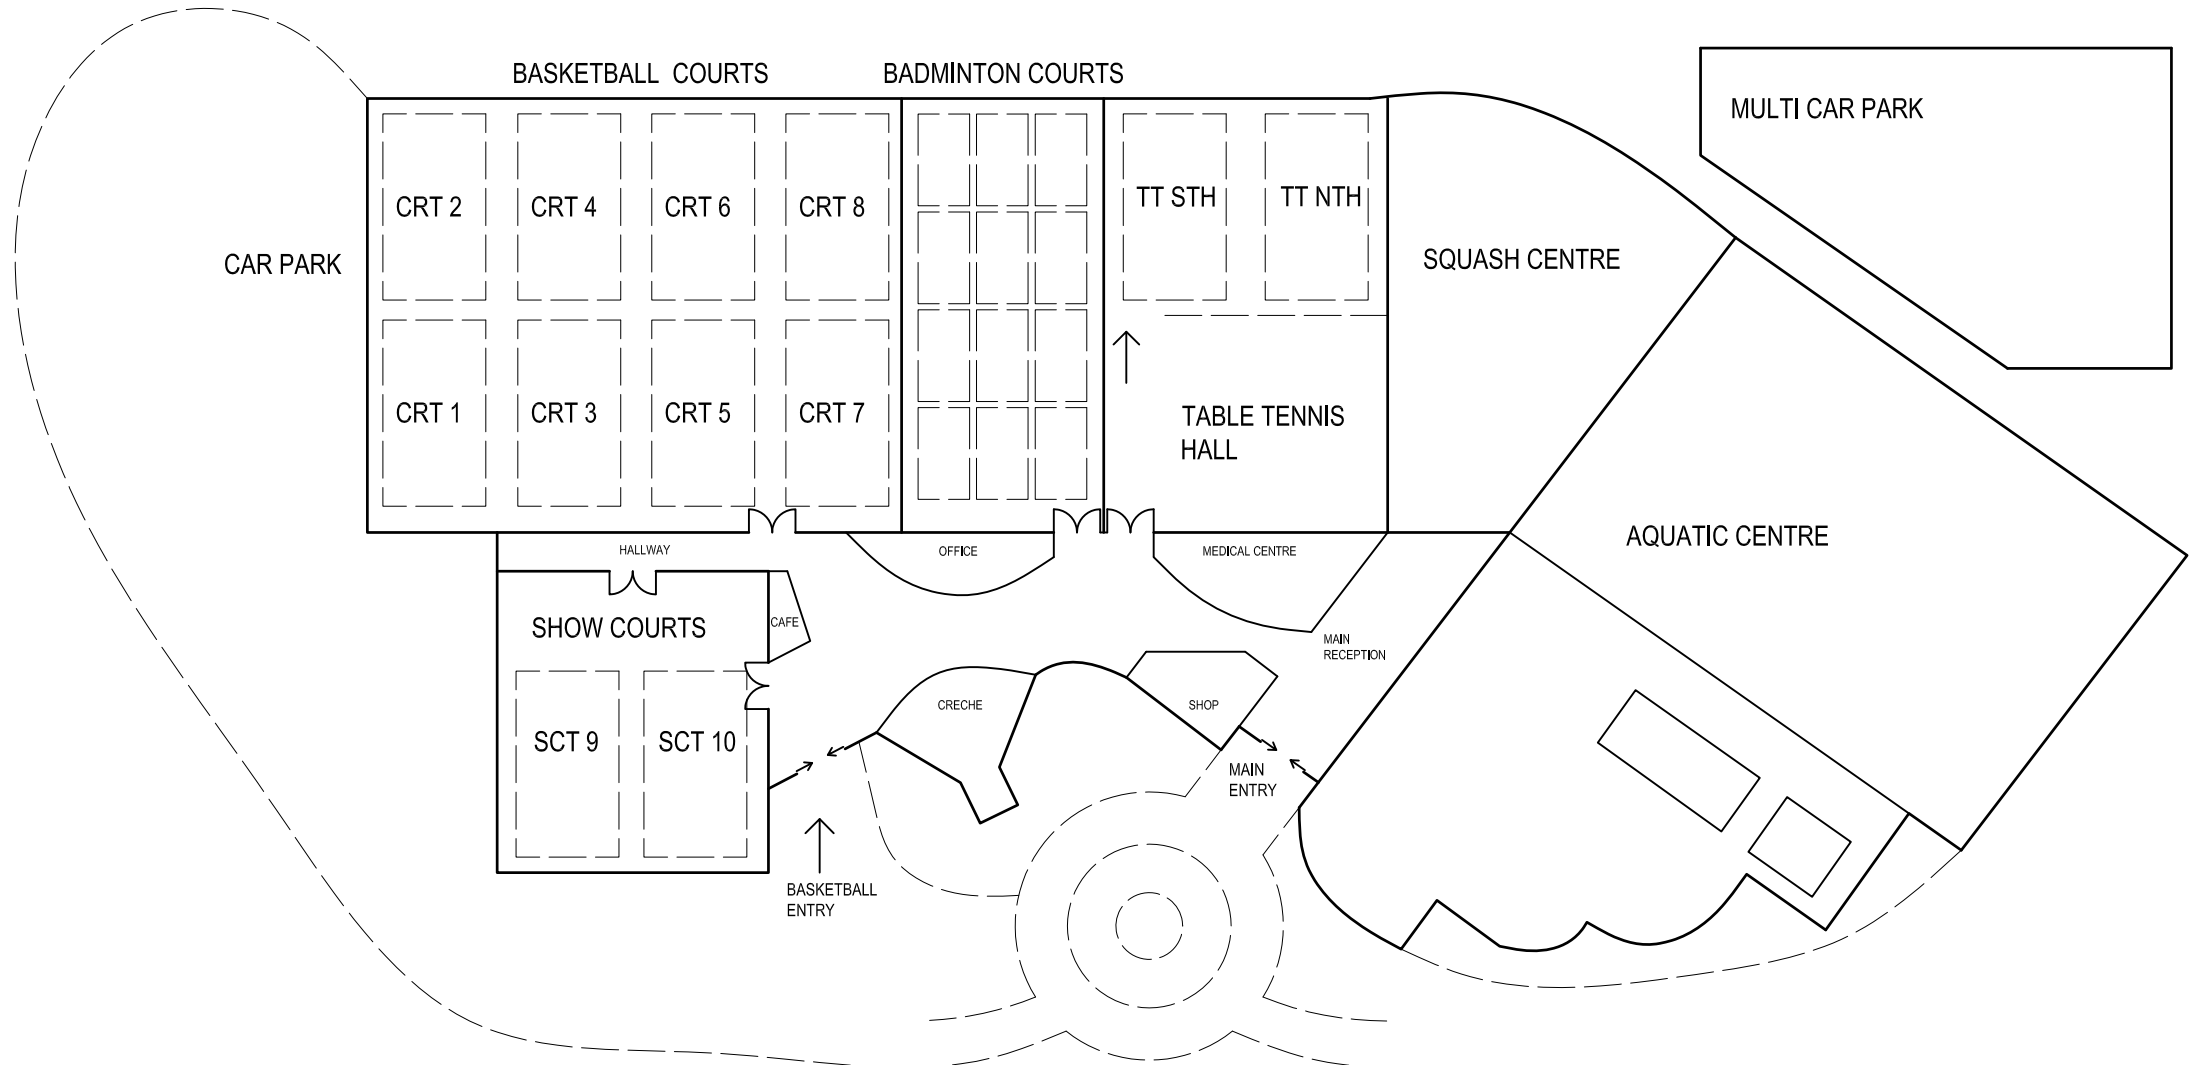 BASKETBALL COURTS
BADMINTON COURTS
MULTI CAR PARK
CRT 2
CRT 4
CRT 6
CRT 8
TT STH
TT NTH
CAR PARK
SQUASH CENTRE
CRT 1
CRT 3
CRT 5
CRT 7
TABLE TENNIS
HALL
HALLWAY
OFFICE
MEDICAL CENTRE
AQUATIC CENTRE
SHOW COURTS
CAFE
MAIN
RECEPTION
CRECHE
SHOP
SCT 9
SCT 10
MAIN
ENTRY
BASKETBALL
ENTRY